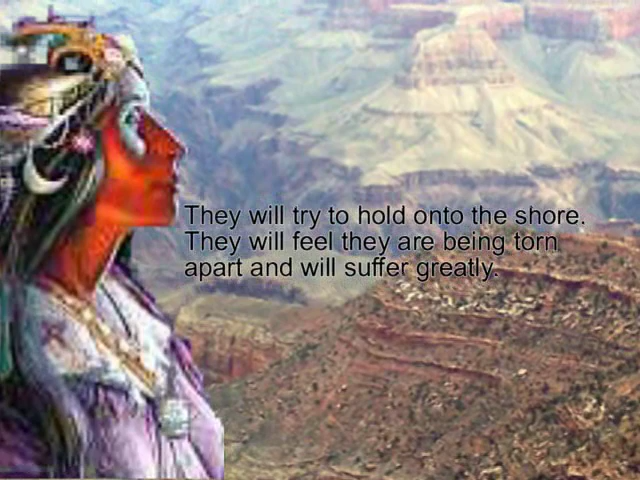 They will try to hold onto the shore.
They will feel they are being torn
apart and will suffer greatly.